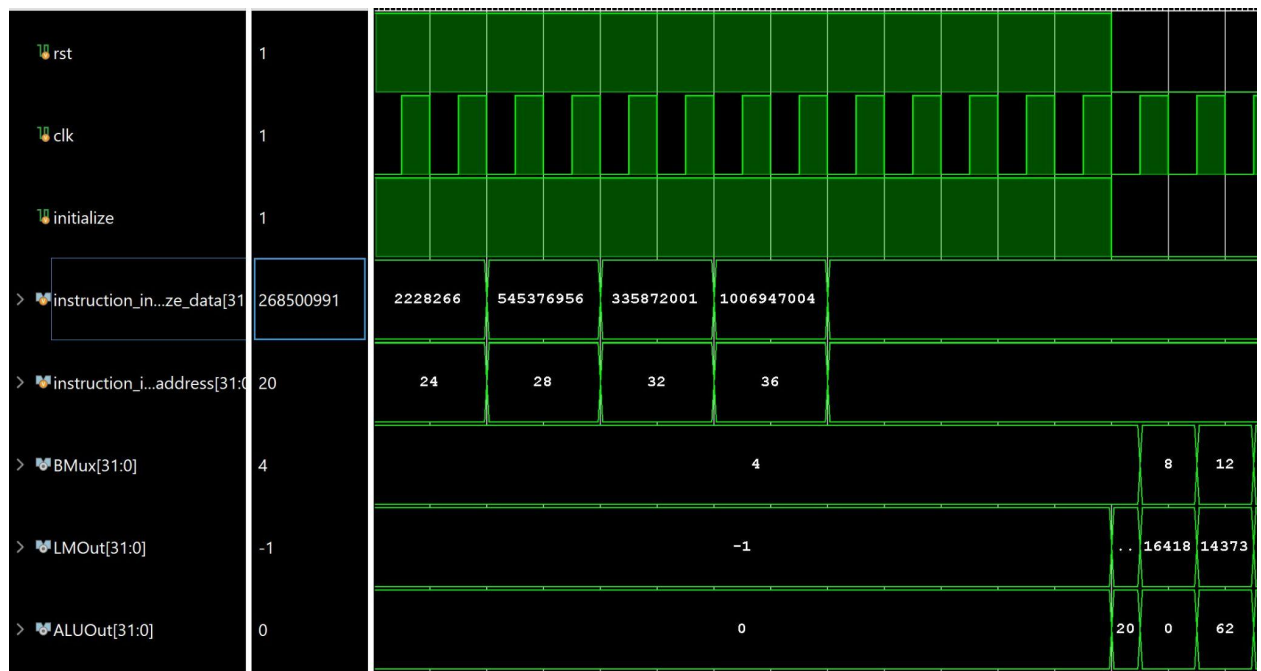 rst 1
clk 1
initialize 1
instruction_in...ze_data[31 268500991 2228266 545376956 335872001 1006947004
instruction_i...address[31:0 20 24 28 32 36
BMux[31:0] 4 4 8 12
LMOut[31:0] -1 -1 .. 16418 14373
ALUOut[31:0] 0 0 20 0 62